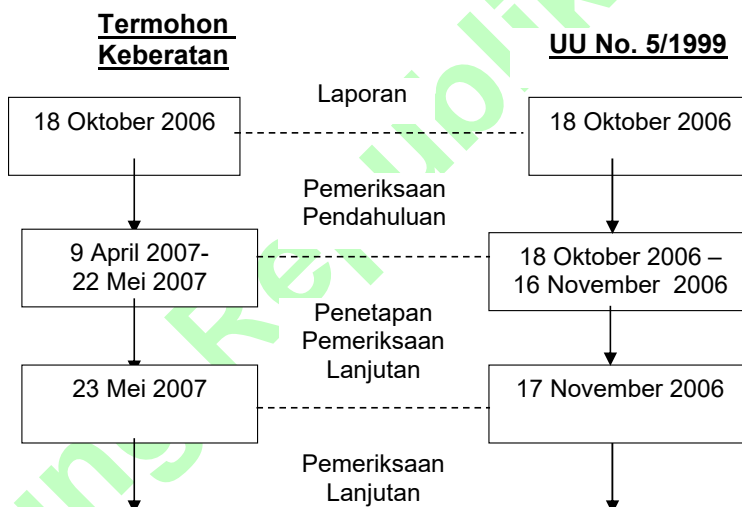 Termohon
Keberatan
UU No. 5/1999
Laporan
18 Oktober 2006
18 Oktober 2006
Pemeriksaan
Pendahuluan
9 April 2007-
22 Mei 2007
18 Oktober 2006 –
16 November 2006
Penetapan
Pemeriksaan
Lanjutan
23 Mei 2007
17 November 2006
Pemeriksaan
Lanjutan